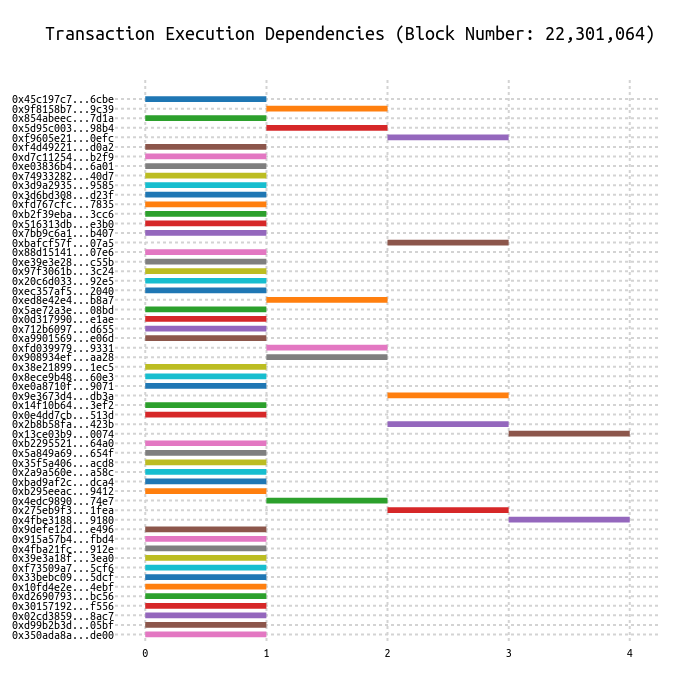 Transaction Execution Dependencies (Block Number: 22,301,064)
0x45c197c7...6cbe
0x9f8158b7...9c39
0x854abeec...7d1a
0x5d95c003...98b4
0xf9605e21...0efc
0xf4d49221...d0a2
0xd7c11254...b2f9
0xe03836b4...6a01
0x74933282...40d7
0x3d9a2935...9585
0x3d6bd308...d23f
0xfd767cfc...7835
0xb2f39eba...3cc6
0x516313db...e3b0
0x7bb9c6a1...b407
0xbafcf57f...07a5
0x88d15141...07e6
0xe39e3e28...c55b
0x97f3061b...3c24
0x20c6d033...92e5
0xec357af5...2040
0xed8e42e4...b8a7
0x5ae72a3e...08bd
0x0d317990...e1ae
0x712b6097...d655
0xa9901569...e06d
0xfd039979...9331
0x908934ef...aa28
0x38e21899...1ec5
0x8ece9b48...60e3
0xe0a8710f...9071
0x9e3673d4...db3a
0x14f10b64...3ef2
0x0e4dd7cb...513d
0x2b8b58fa...423b
0x13ce03b9...0074
0xb2295521...64a0
0x5a849a69...654f
0x35f5a406...acd8
0x2a9a560e...a58c
0xbad9af2c...dca4
0xb295eeac...9412
0x4edc9890...74e7
0x275eb9f3...1fea
0x4fbe3188...9180
0x9defe12d...e496
0x915a57b4...fbd4
0x4fba21fc...912e
0x39e3a18f...3ea0
0xf73509a7...5cf6
0x33bebc09...5dcf
0x10fd4e2e...4ebf
0xd2690793...bc56
0x30157192...f556
0x02cd3859...8ac7
0xd99b2b3d...05bf
0x350ada8a...de00
0 1 2 3 4